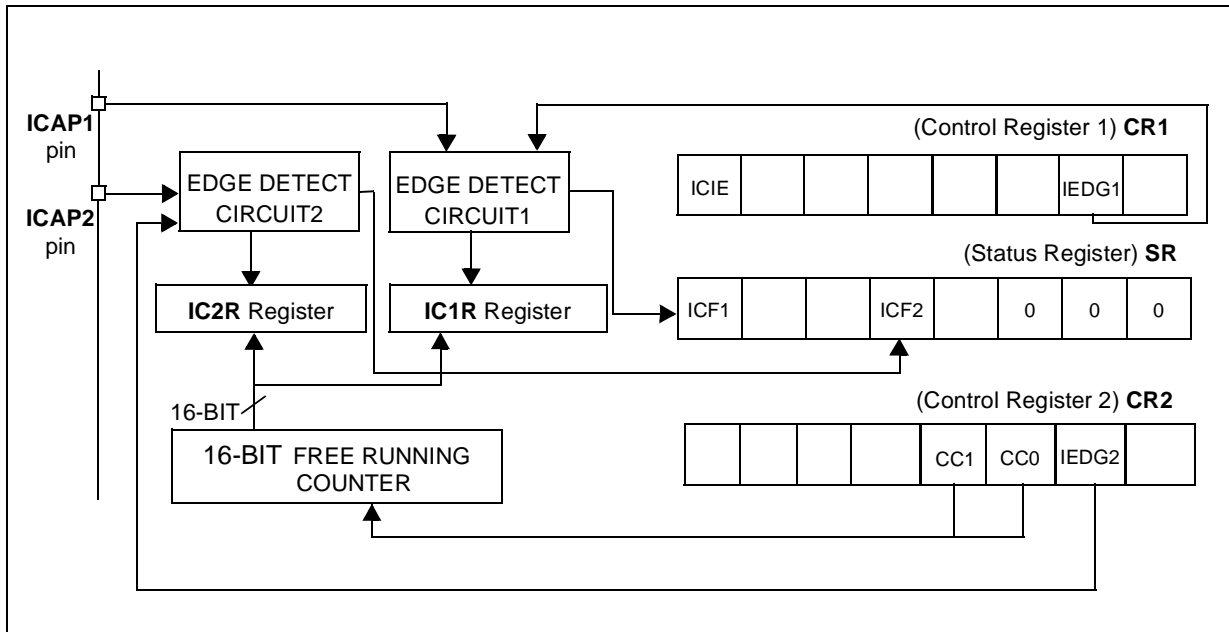 ICAP1
pin
ICAP2
pin
EDGE DETECT
CIRCUIT2
EDGE DETECT
CIRCUIT1
IC2R Register
IC1R Register
16-BIT
16-BIT FREE RUNNING
COUNTER
(Control Register 1) CR1
ICIE IEDG1
(Status Register) SR
ICF1 ICF2 0 0 0
(Control Register 2) CR2
CC1 CC0 IEDG2